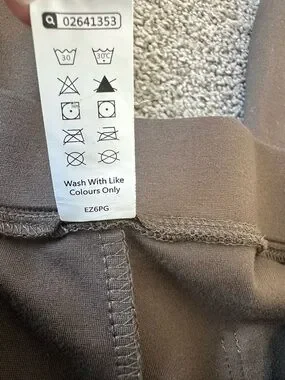 02641353
30 30°C
Wash With Like
Colours Only
EZ6PG